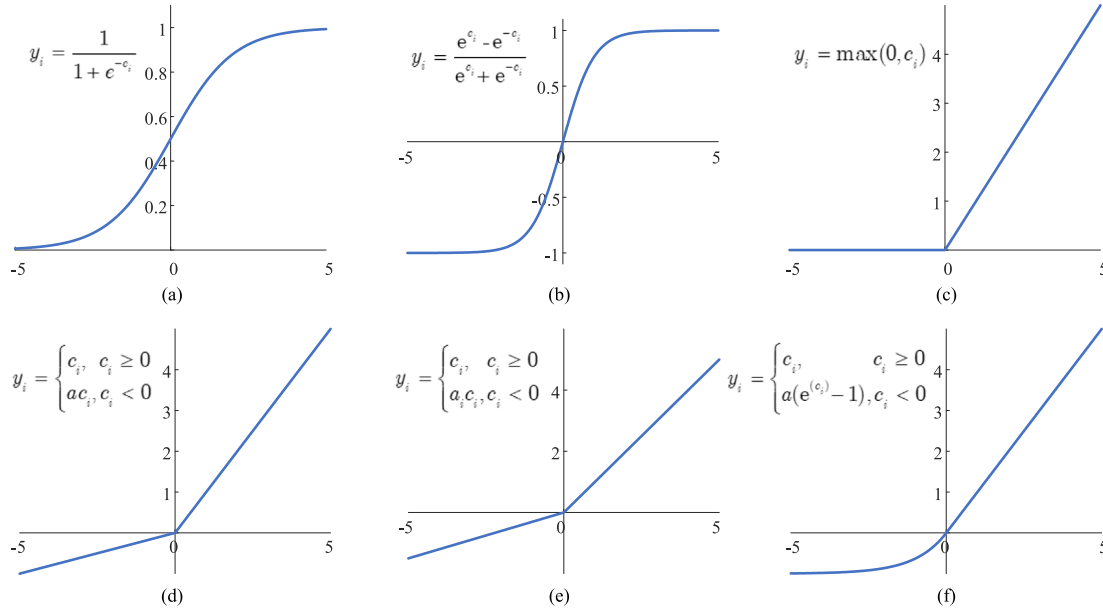 y_i = 1 / (1 + e^{-c_i})
1
0.8
0.6
0.4
0.2
-5
0
5
(a)
y_i = (e^{c_i} - e^{-c_i}) / (e^{c_i} + e^{-c_i})
1
0.5
-5
0
5
-0.5
-1
(b)
y_i = max(0, c_i)
4
3
2
1
-5
0
5
(c)
y_i = { c_i, c_i ≥ 0
ac_i, c_i < 0
4
3
2
1
-5
0
5
(d)
y_i = { c_i, c_i ≥ 0
a_i c_i, c_i < 0
4
2
-5
0
5
(e)
y_i = { c_i, c_i ≥ 0
a(e^{(c_i)} - 1), c_i < 0
4
3
2
1
-5
0
5
(f)